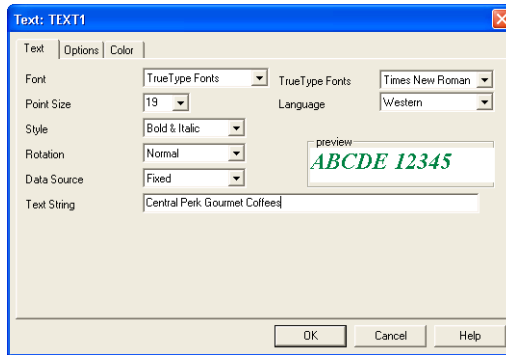 Text: TEXT1
Text Options Color
Font TrueType Fonts TrueType Fonts Times New Roman
Point Size 19 Language Western
Style Bold & Italic
Rotation Normal preview ABCDE 12345
Data Source Fixed
Text String Central Perk Gourmet Coffees
OK Cancel Help